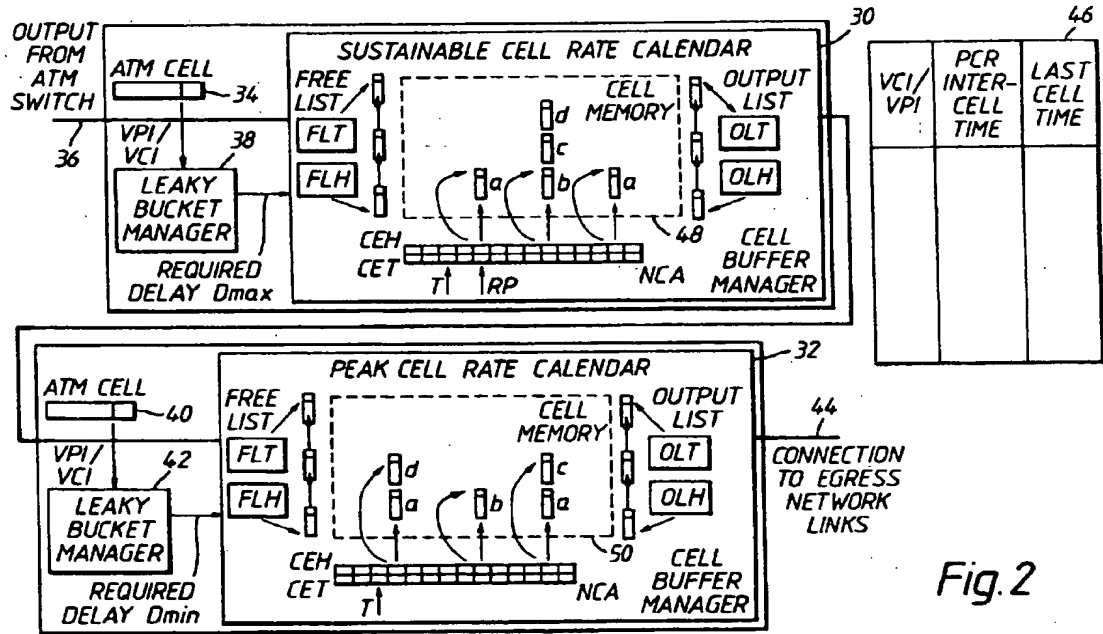 OUTPUT
FROM
ATM
SWITCH
36
ATM CELL
34
VPI/
VCI
38
LEAKY
BUCKET
MANAGER
REQUIRED
DELAY Dmax
30
SUSTAINABLE CELL RATE CALENDAR
FREE
LIST
FLT
FLH
CELL
MEMORY
d
c
a
b
a
48
CEH
CET
T
RP
NCA
OUTPUT
LIST
OLT
OLH
CELL
BUFFER
MANAGER
46
VCI/
VPI
PCR
INTER-
CELL
TIME
LAST
CELL
TIME
32
PEAK CELL RATE CALENDAR
ATM CELL
40
VPI/
VCI
42
LEAKY
BUCKET
MANAGER
REQUIRED
DELAY Dmin
FREE
LIST
FLT
FLH
CELL
MEMORY
d
c
a
b
a
50
CEH
CET
T
NCA
OUTPUT
LIST
OLT
OLH
CELL
BUFFER
MANAGER
44
CONNECTION
TO EGRESS
NETWORK
LINKS
Fig.2